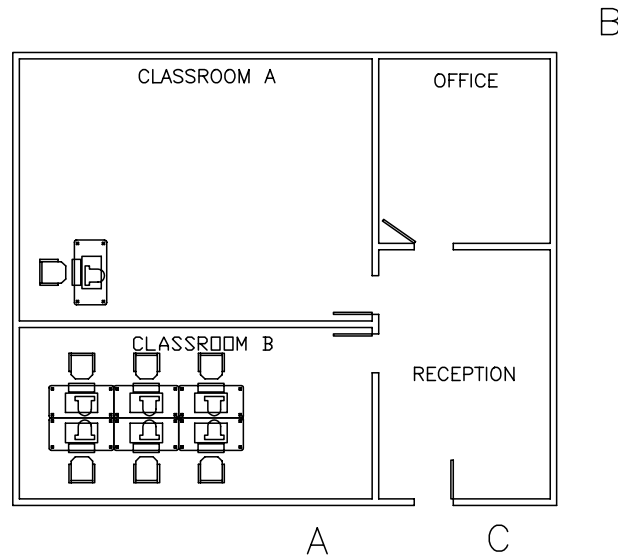 B
CLASSROOM A
OFFICE
CLASSROOM B
RECEPTION
A
C